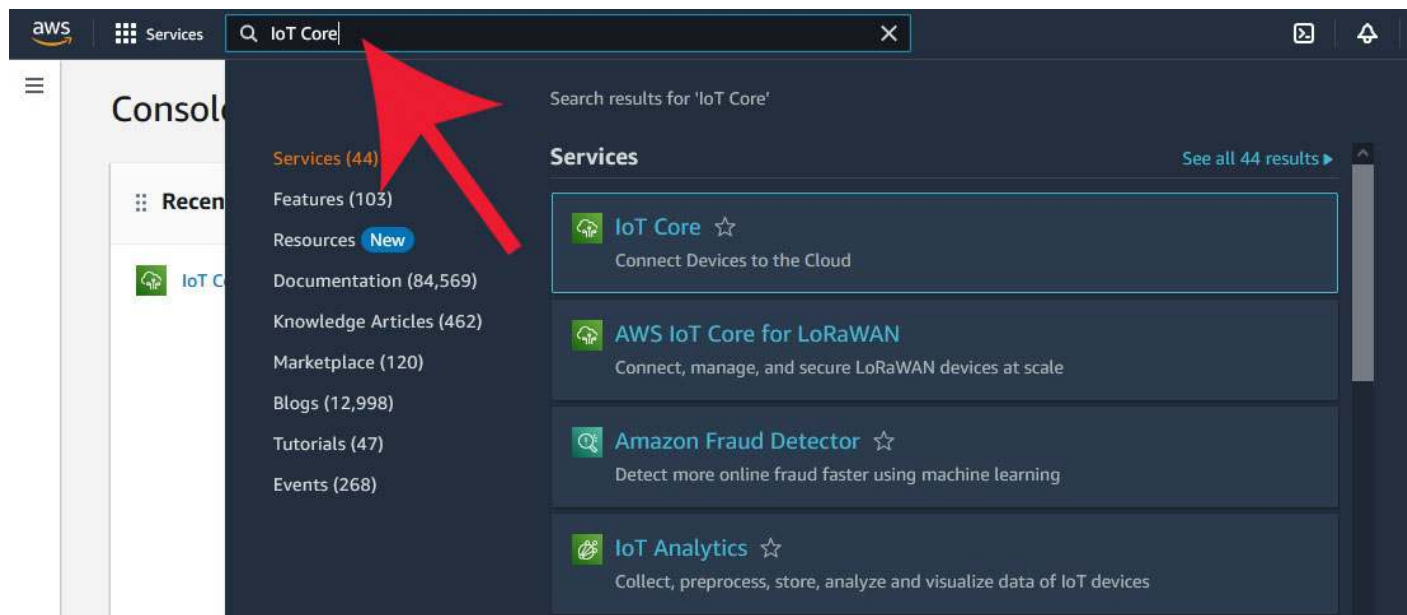 aws
Services
IoT Core
Search results for 'IoT Core'
Consol
Recen
IoT C
Services (44)
Features (103)
Resources New
Documentation (84,569)
Knowledge Articles (462)
Marketplace (120)
Blogs (12,998)
Tutorials (47)
Events (268)
Services
See all 44 results
IoT Core
Connect Devices to the Cloud
AWS IoT Core for LoRaWAN
Connect, manage, and secure LoRaWAN devices at scale
Amazon Fraud Detector
Detect more online fraud faster using machine learning
IoT Analytics
Collect, preprocess, store, analyze and visualize data of IoT devices